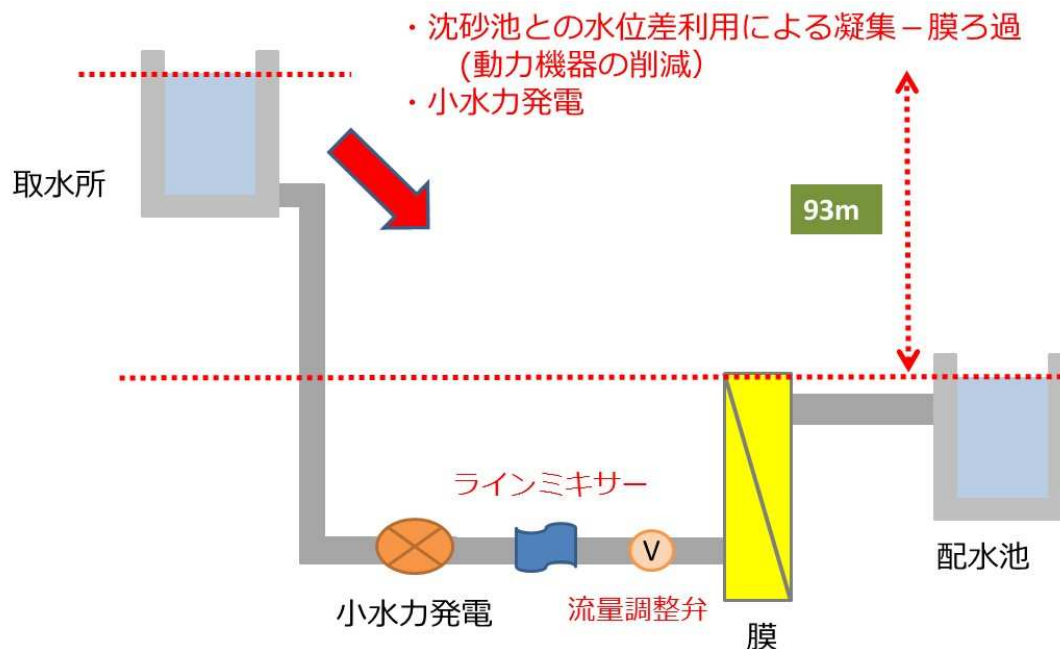 ・沈砂池との水位差利用による凝集－膜ろ過
(動力機器の削減）
・小水力発電
取水所
93m
ラインミキサー
V
小水力発電
流量調整弁
膜
配水池